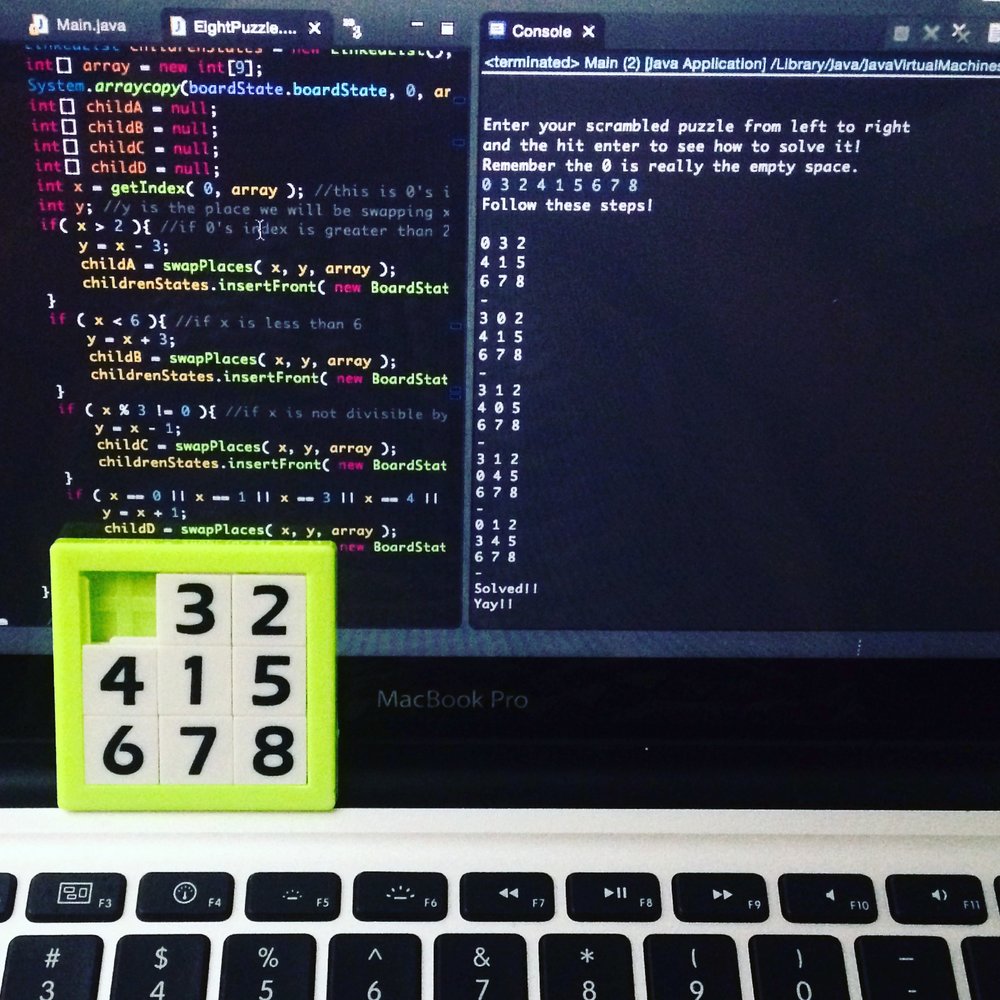 Main.java
EightPuzzle....
int[] array = new int[9];
System.arraycopy(boardState.boardState, 0, ar
int[] childA = null;
int[] childB = null;
int[] childC = null;
int[] childD = null;
int x = getIndex( 0, array ); //this is 0's i
int y; //y is the place we will be swapping x
if( x > 2 ){ //if 0's index is greater than 2
y = x - 3;
childA = swapPlaces( x, y, array );
childrenStates.insertFront( new BoardStat
}
if ( x < 6 ){ //if x is less than 6
y = x + 3;
childB = swapPlaces( x, y, array );
childrenStates.insertFront( new BoardStat
}
if ( x % 3 != 0 ){ //if x is not divisible by
y = x - 1;
childC = swapPlaces( x, y, array );
childrenStates.insertFront( new BoardStat
}
if ( x == 0 || x == 1 || x == 3 || x == 4 ||
y = x + 1;
childD = swapPlaces( x, y, array );
new BoardStat
}
Console
<terminated> Main (2) [Java Application] /Library/Java/JavaVirtualMachines
Enter your scrambled puzzle from left to right
and the hit enter to see how to solve it!
Remember the 0 is really the empty space.
0 3 2 4 1 5 6 7 8
Follow these steps!
0 3 2
4 1 5
6 7 8
-
3 0 2
4 1 5
6 7 8
-
3 1 2
4 0 5
6 7 8
-
3 1 2
0 4 5
6 7 8
-
0 1 2
3 4 5
6 7 8
-
Solved!!
Yay!!
3 2
4 1 5
6 7 8
MacBook Pro
F3 F4 F5 F6 F7 F8 F9 F10 F11
# $ % ^ & * ( ) —
3 4 5 6 7 8 9 0 -